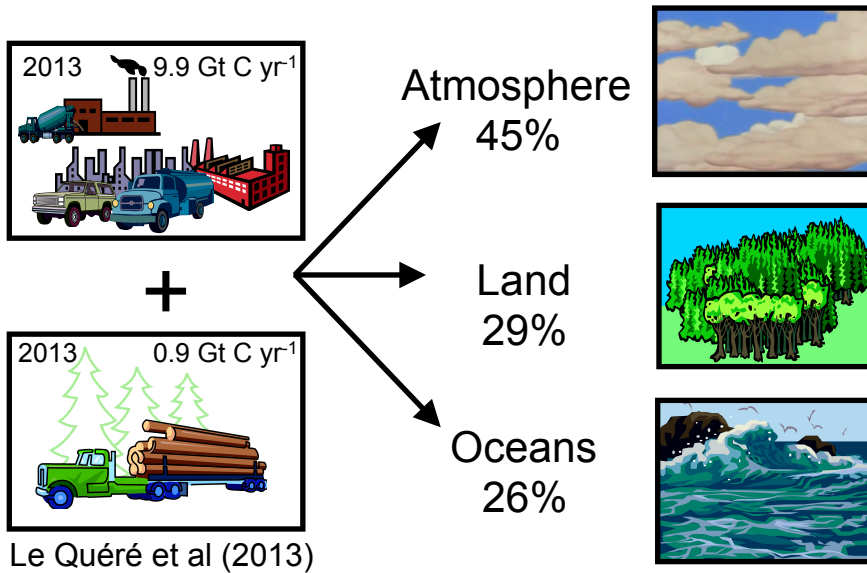 2013 9.9 Gt C yr⁻¹
+
2013 0.9 Gt C yr⁻¹
Le Quéré et al (2013)
Atmosphere
45%
Land
29%
Oceans
26%